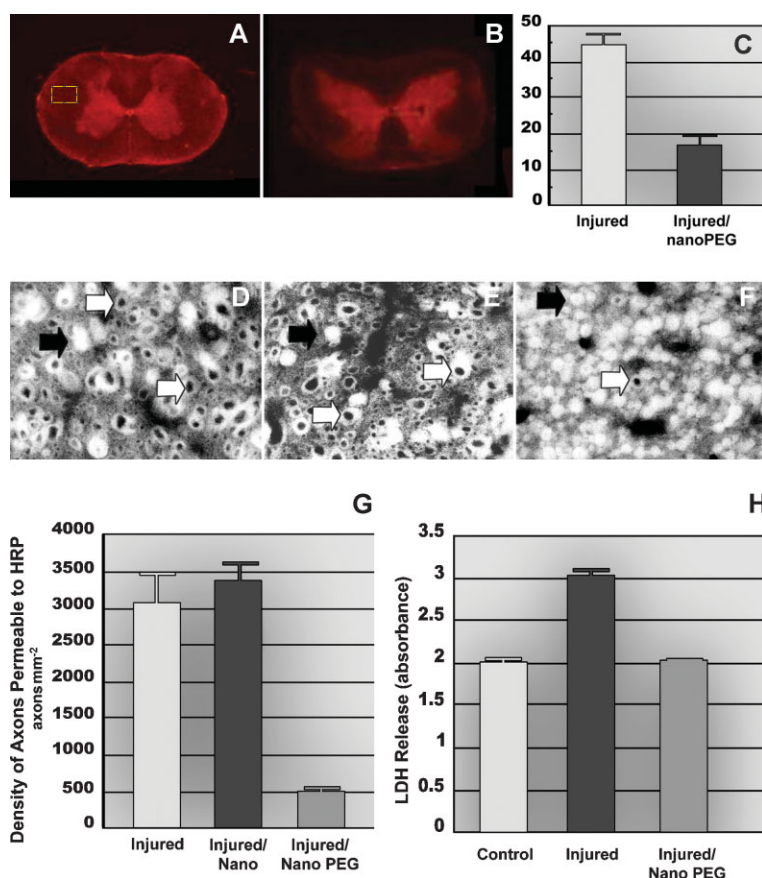 A
B
C
50
40
30
20
10
0
Injured
Injured/
nanoPEG
D
E
F
G
Density of Axons Permeable to HRP
axons mm-2
4000
3500
3000
2500
2000
1500
1000
500
0
Injured
Injured/
Nano
Injured/
Nano PEG
H
LDH Release (absorbance)
3.5
3
2.5
2
1.5
1
0.5
0
Control
Injured
Injured/
Nano PEG